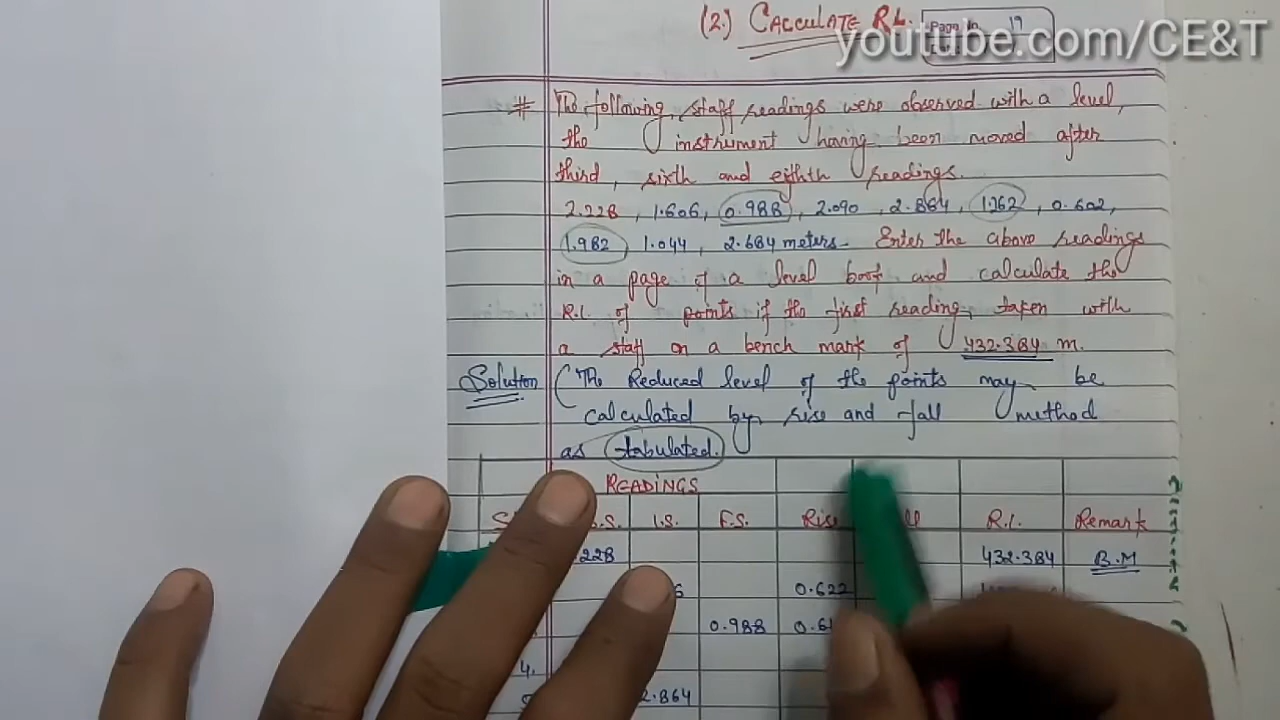 (2.) CALCULATE R.L.
Page No. 19
youtube.com/CE&T
# The following staff readings were observed with a level,
the instrument having been moved after
third, sixth and eighth readings.
2.228, 1.606, 0.988, 2.090, 2.864, 1.262, 0.602,
1.982, 1.044, 2.684 meters. Enter the above readings
in a page of a level book and calculate the
R.L. of points if the first reading taken with
a staff on a bench mark of 432.384 m.
Solution (The Reduced level of the points may be
calculated by rise and fall method
as tabulated.
READINGS
I.S. F.S. Rise R.L. Remark
228 432.384 B.M
6 0.622
0.988
4.
2.864